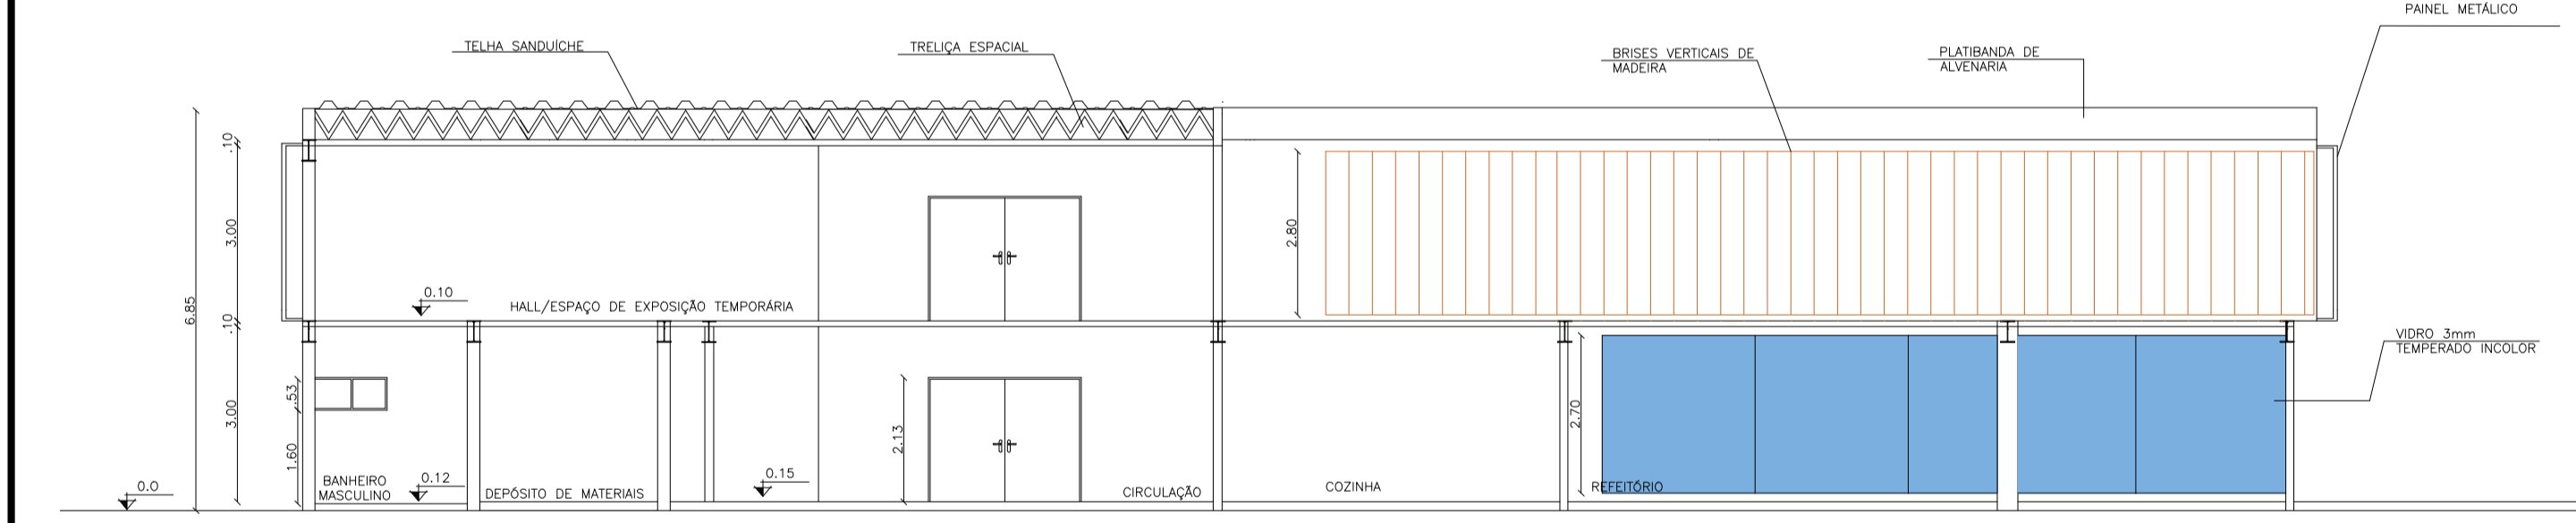 PAINEL METÁLICO
TELHA SANDUÍCHE
TRELIÇA ESPACIAL
BRISES VERTICAIS DE
MADEIRA
PLATIBANDA DE
ALVENARIA
.10
3.00
2.80
6.85
0.10
HALL/ESPAÇO DE EXPOSIÇÃO TEMPORÁRIA
.10
VIDRO 3mm
TEMPERADO INCOLOR
.53
3.00
1.60
2.13
2.70
0.0
BANHEIRO
MASCULINO
0.12
DEPÓSITO DE MATERIAIS
0.15
CIRCULAÇÃO
COZINHA
REFEITÓRIO